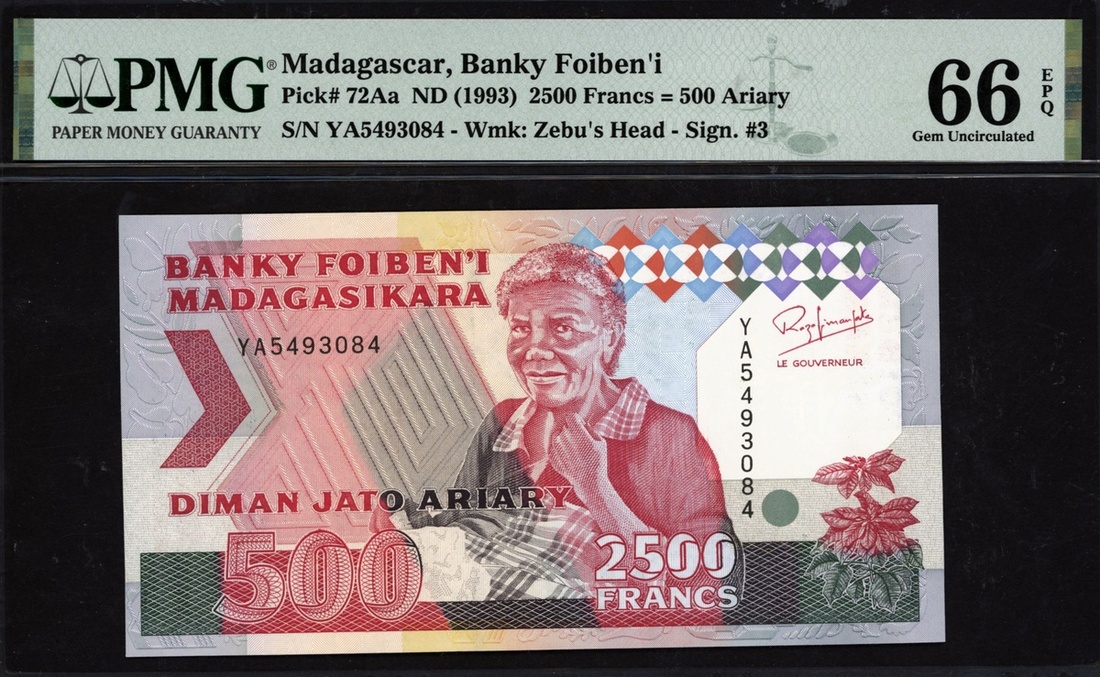 PMG®
PAPER MONEY GUARANTY
Madagascar, Banky Foiben'i
Pick# 72Aa ND (1993) 2500 Francs = 500 Ariary
S/N YA5493084 - Wmk: Zebu's Head - Sign. #3
66 EPQ
Gem Uncirculated
BANKY FOIBEN'I
MADAGASIKARA
YA5493084
YA5493084
LE GOUVERNEUR
DIMAN JATO ARIARY
500
2500
FRANCS